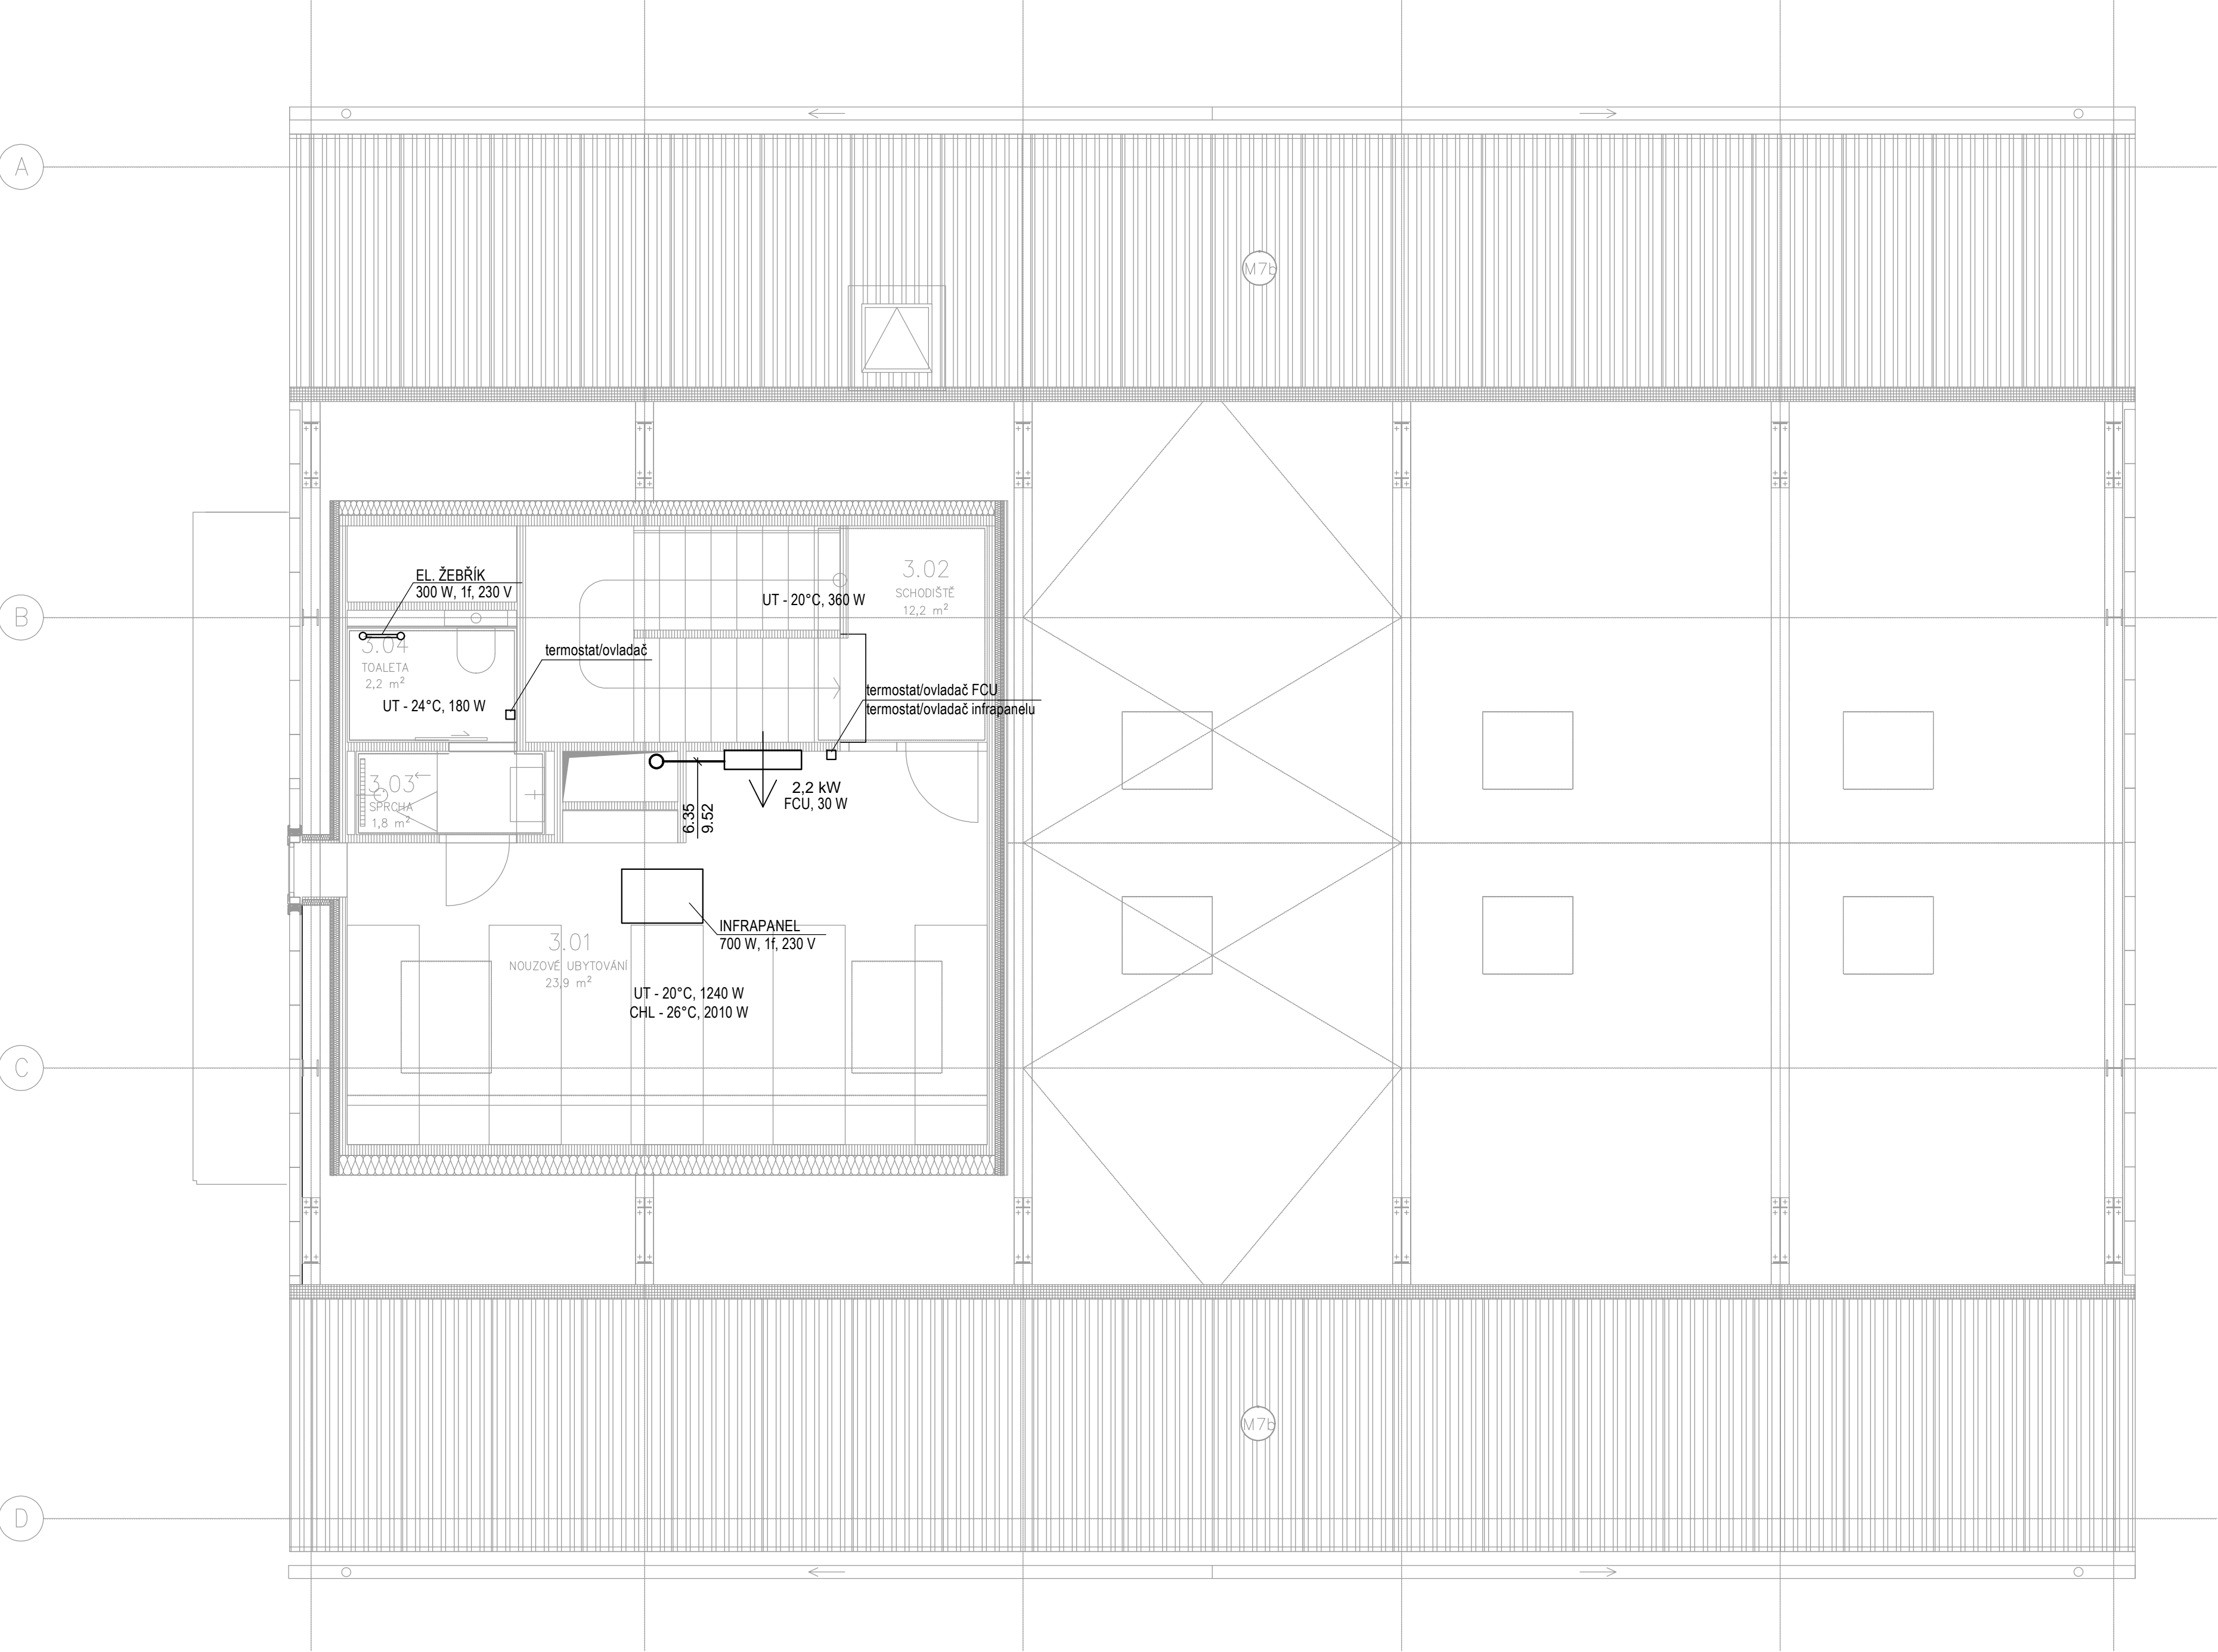 A
M7b
EL. ŽEBŘÍK
300 W, 1f, 230 V
3.02
SCHODIŠTĚ
12,2 m²
UT - 20°C, 360 W
B
3.04
TOALETA
2,2 m²
UT - 24°C, 180 W
termostat/ovladač
termostat/ovladač FCU
termostat/ovladač infrapanelu
3.03
SPRCHA
1,8 m²
6.35
9.52
2,2 kW
FCU, 30 W
INFRAPANEL
700 W, 1f, 230 V
3.01
NOUZOVÉ UBYTOVÁNÍ
23,9 m²
UT - 20°C, 1240 W
CHL - 26°C, 2010 W
C
M7b
D